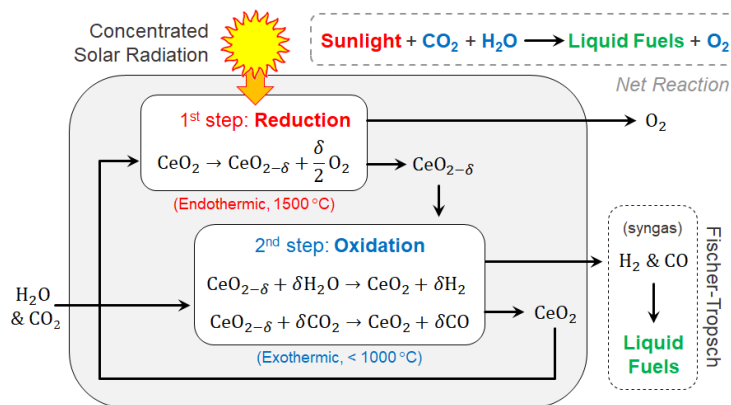 Concentrated
Solar Radiation
Sunlight + CO₂ + H₂O ⟶ Liquid Fuels + O₂
Net Reaction
1st step: Reduction
CeO₂ → CeO₂₋δ + δ/2 O₂
(Endothermic, 1500 °C)
O₂
CeO₂₋δ
2nd step: Oxidation
CeO₂₋δ + δH₂O → CeO₂ + δH₂
CeO₂₋δ + δCO₂ → CeO₂ + δCO
(Exothermic, < 1000 °C)
H₂O
& CO₂
CeO₂
(syngas)
H₂ & CO
Liquid
Fuels
Fischer-Tropsch